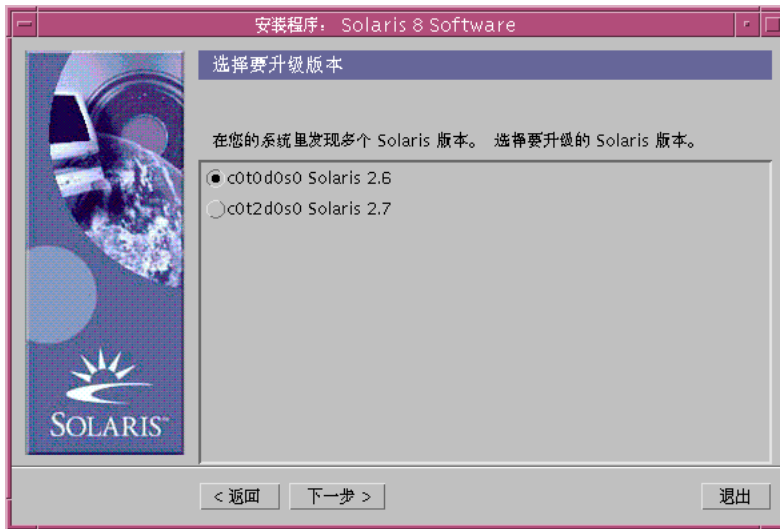 安装程序： Solaris 8 Software
选择要升级版本
在您的系统里发现多个 Solaris 版本。 选择要升级的 Solaris 版本。
c0t0d0s0 Solaris 2.6
c0t2d0s0 Solaris 2.7
SOLARIS™
< 返回
下一步 >
退出